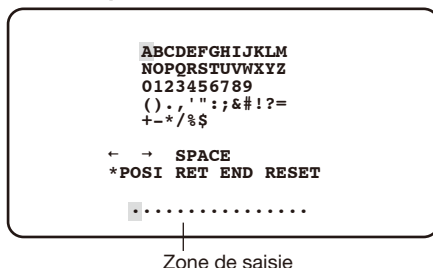 ABCDEFGHIJKLM
NOPQRSTUVWXYZ
0123456789
().,'":;&#!?=
+-*/%$
← → SPACE
*POSI RET END RESET
................
Zone de saisie